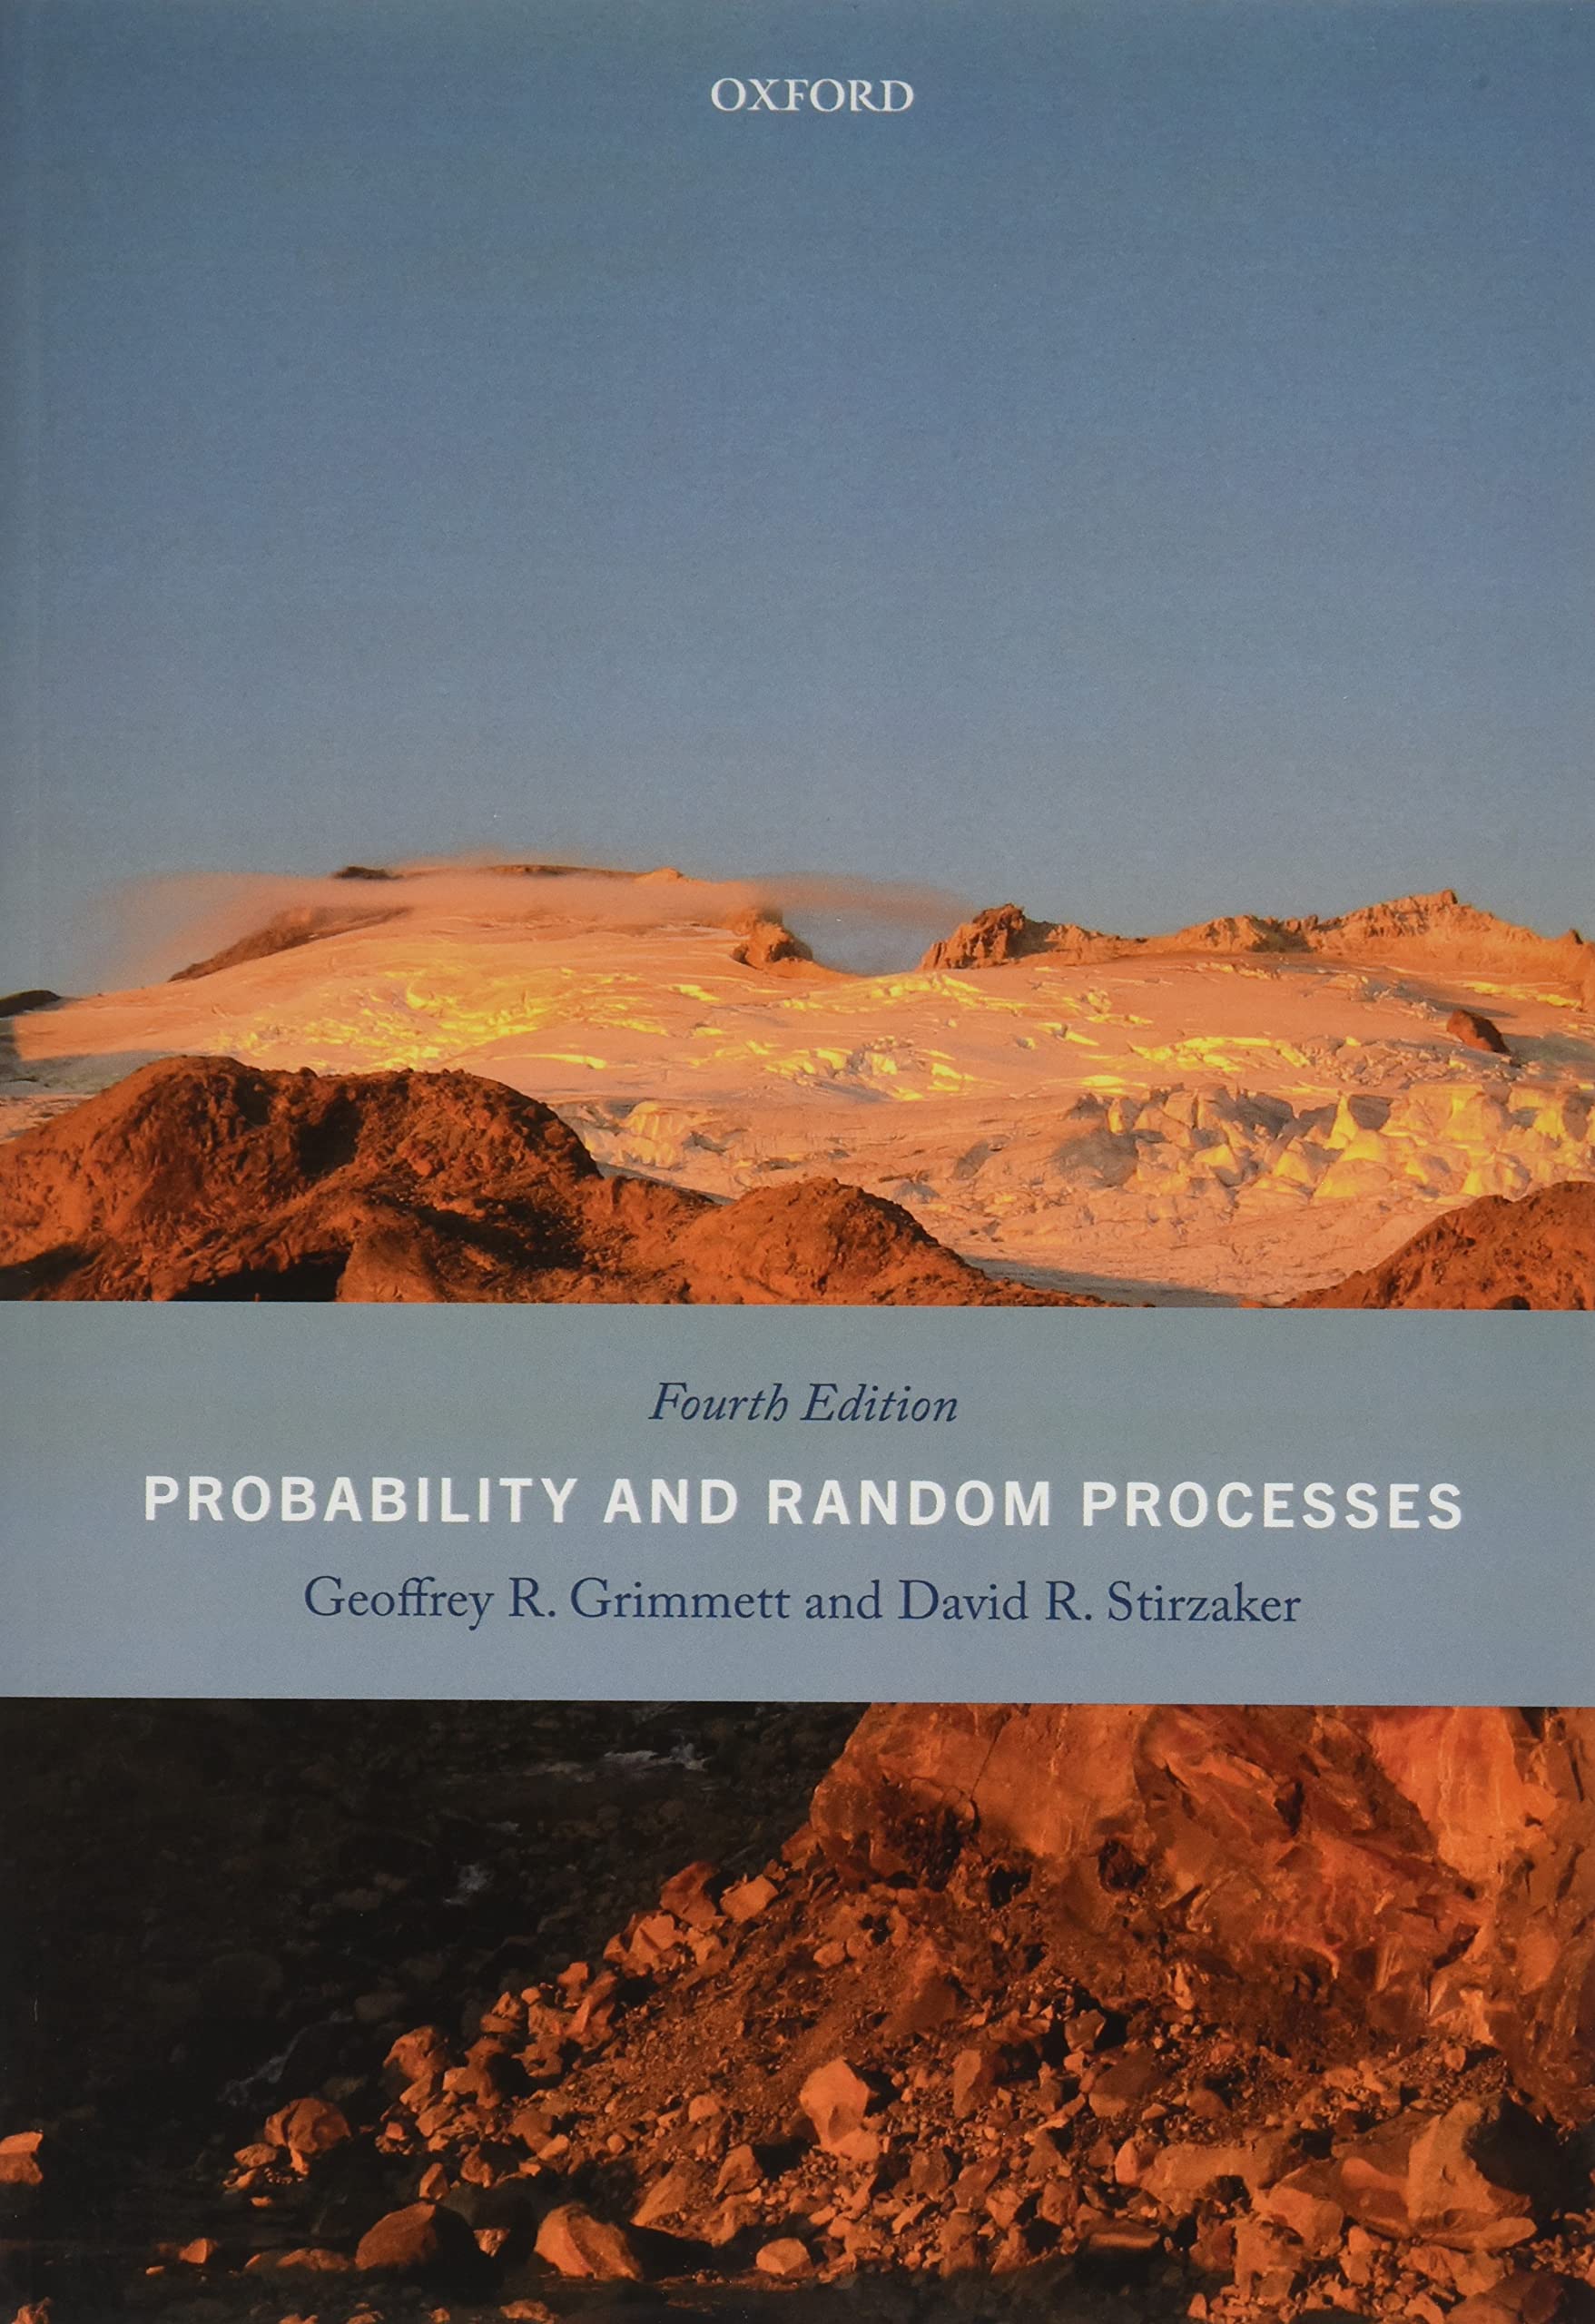 OXFORD
Fourth Edition
PROBABILITY AND RANDOM PROCESSES
Geoffrey R. Grimmett and David R. Stirzaker